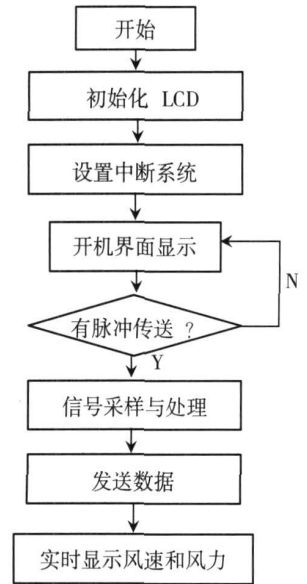 开始
初始化 LCD
设置中断系统
开机界面显示
N
有脉冲传送 ?
Y
信号采样与处理
发送数据
实时显示风速和风力